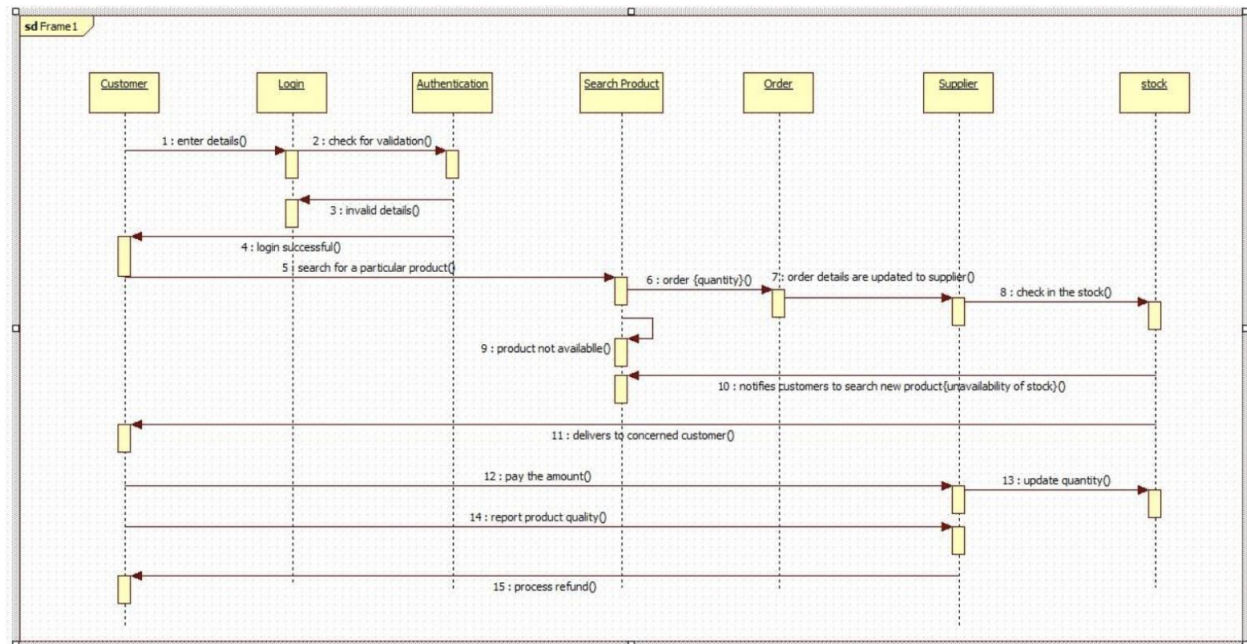 sd Frame1
Customer
Login
Authentication
Search Product
Order
Supplier
stock
1 : enter details()
2 : check for validation()
3 : invalid details()
4 : login successful()
5 : search for a particular product()
6 : order {quantity}()
7 : order details are updated to supplier()
8 : check in the stock()
9 : product not availablle()
10 : notifies customers to search new product{unavailability of stock}()
11 : delivers to concerned customer()
12 : pay the amount()
13 : update quantity()
14 : report product quality()
15 : process refund()